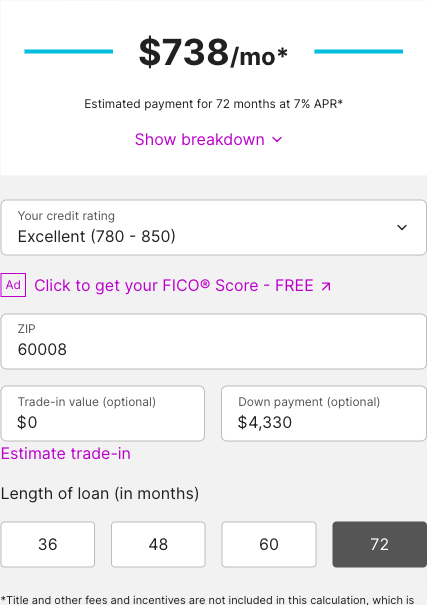 $738/mo*
Estimated payment for 72 months at 7% APR*
Show breakdown
Your credit rating
Excellent (780 - 850)
Ad Click to get your FICO® Score - FREE
ZIP
60008
Trade-in value (optional)
$0
Down payment (optional)
$4,330
Estimate trade-in
Length of loan (in months)
36 48 60 72
*Title and other fees and incentives are not included in this calculation, which is